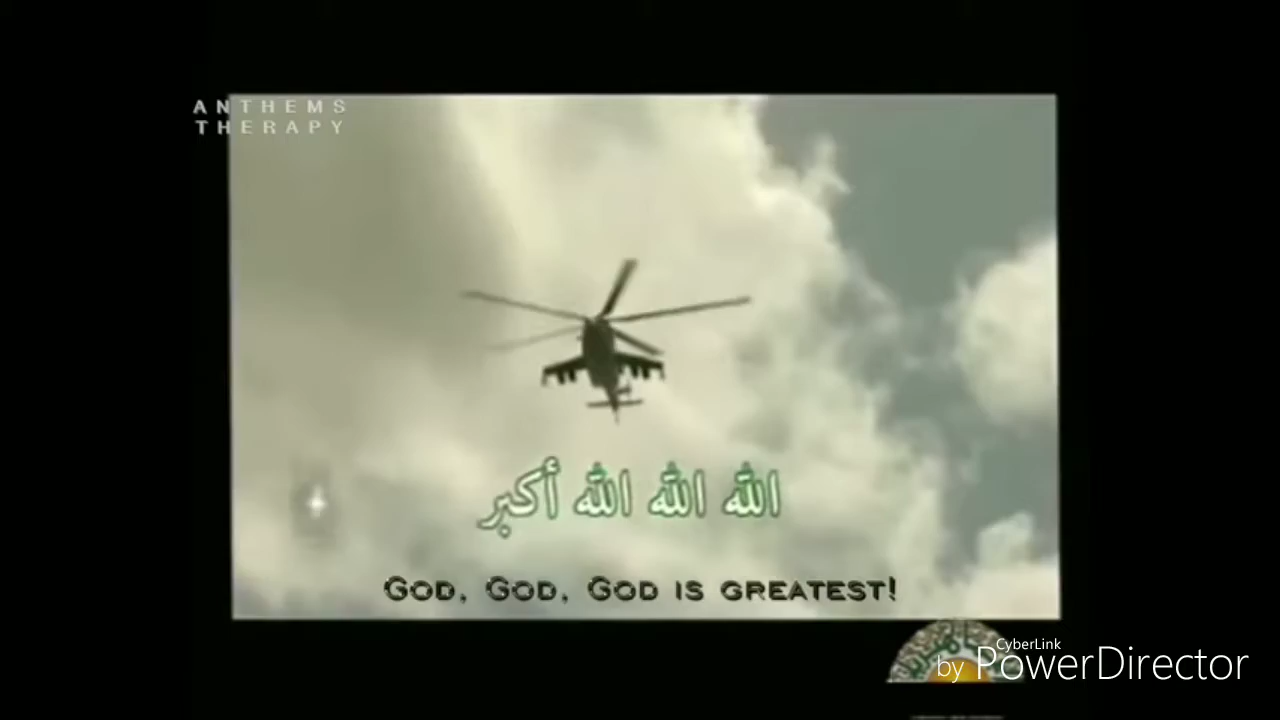 ANTHEMS
THERAPY
الله الله الله أكبر
GOD, GOD, GOD IS GREATEST!
CyberLink
by PowerDirector